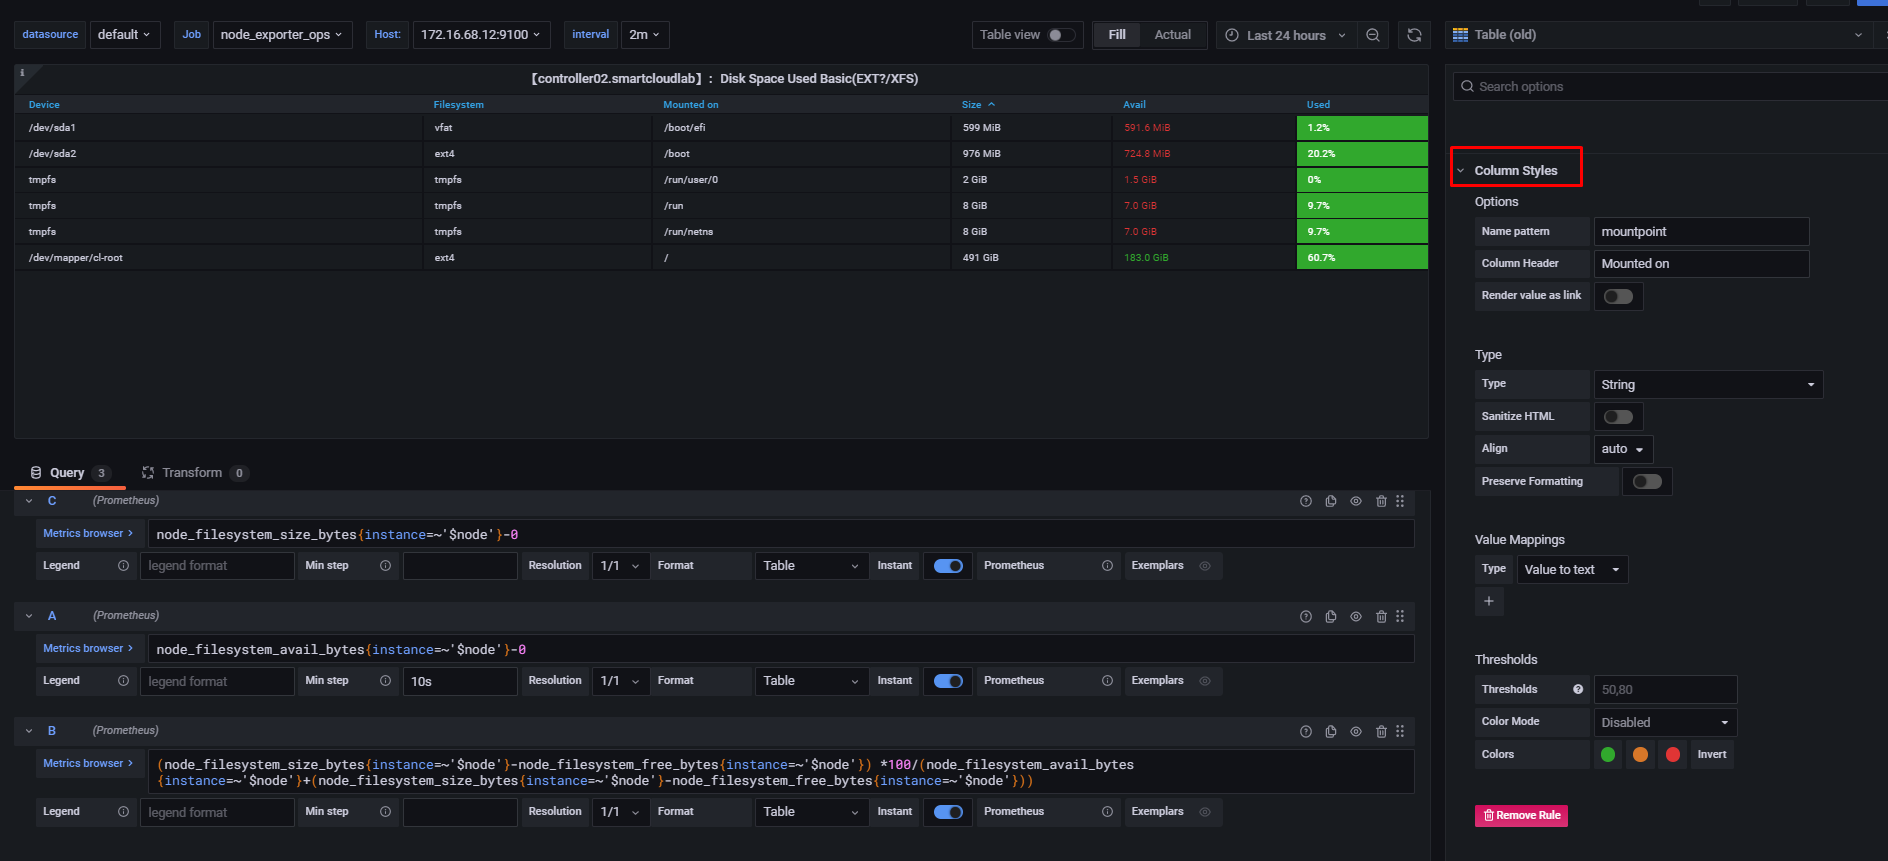 datasource default Job node_exporter_ops Host: 172.16.68.12:9100 interval 2m Table view Fill Actual Last 24 hours Table (old)
i
【controller02.smartcloudlab】: Disk Space Used Basic(EXT?/XFS)
Device Filesystem Mounted on Size Avail Used
/dev/sda1 vfat /boot/efi 599 MiB 591.6 MiB 1.2%
/dev/sda2 ext4 /boot 976 MiB 724.8 MiB 20.2%
tmpfs tmpfs /run/user/0 2 GiB 1.5 GiB 0%
tmpfs tmpfs /run 8 GiB 7.0 GiB 9.7%
tmpfs tmpfs /run/netns 8 GiB 7.0 GiB 9.7%
/dev/mapper/cl-root ext4 / 491 GiB 183.0 GiB 60.7%
Query 3 Transform 0
C (Prometheus)
Metrics browser > node_filesystem_size_bytes{instance=~'$node'}-0
Legend legend format Min step Resolution 1/1 Format Table Instant Prometheus Exemplars
A (Prometheus)
Metrics browser > node_filesystem_avail_bytes{instance=~'$node'}-0
Legend legend format Min step 10s Resolution 1/1 Format Table Instant Prometheus Exemplars
B (Prometheus)
Metrics browser > (node_filesystem_size_bytes{instance=~'$node'}-node_filesystem_free_bytes{instance=~'$node'}) *100/(node_filesystem_avail_bytes
{instance=~'$node'}+(node_filesystem_size_bytes{instance=~'$node'}-node_filesystem_free_bytes{instance=~'$node'}))
Legend legend format Min step Resolution 1/1 Format Table Instant Prometheus Exemplars
Search options
Column Styles
Options
Name pattern mountpoint
Column Header Mounted on
Render value as link
Type
Type String
Sanitize HTML
Align auto
Preserve Formatting
Value Mappings
Type Value to text
+
Thresholds
Thresholds 50,80
Color Mode Disabled
Colors Invert
Remove Rule